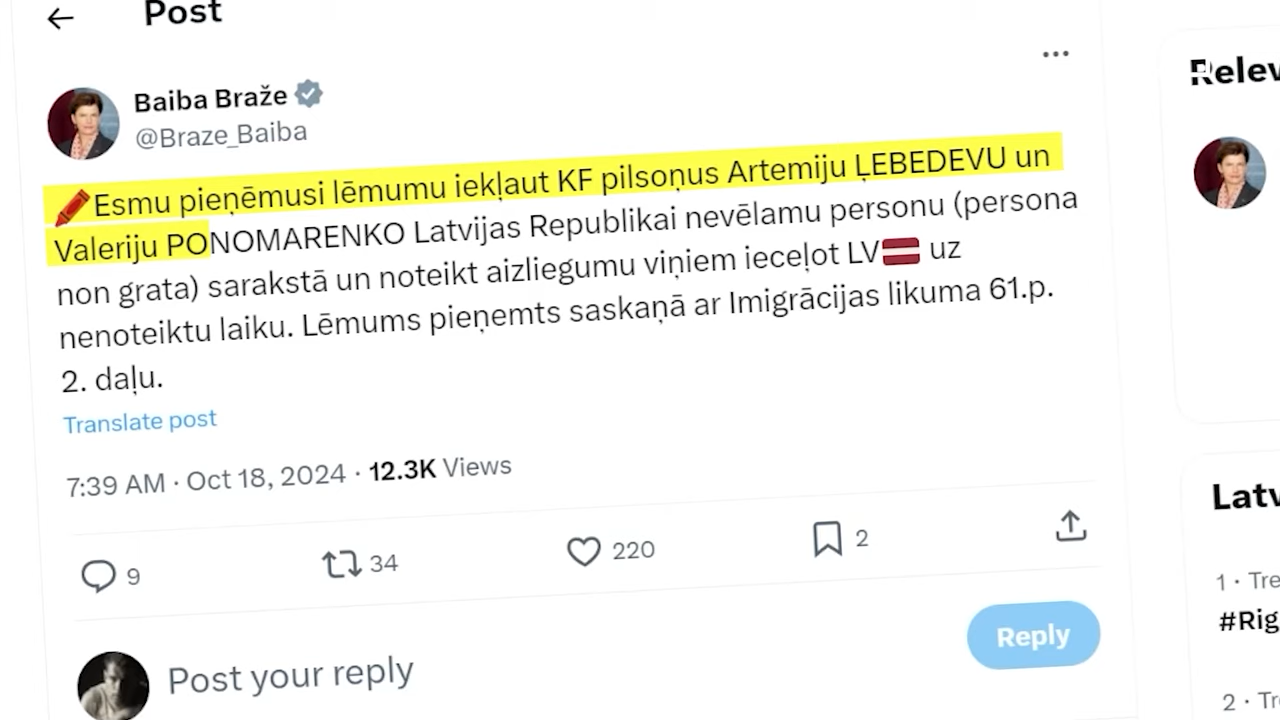 Post
Baiba Braže
@Braze_Baiba
Esmu pieņēmusi lēmumu iekļaut KF pilsoņus Artemiju ĻEBEDEVU un
Valeriju PONOMARENKO Latvijas Republikai nevēlamu personu (persona
non grata) sarakstā un noteikt aizliegumu viņiem ieceļot LV🇱🇻 uz
nenoteiktu laiku. Lēmums pieņemts saskaņā ar Imigrācijas likuma 61.p.
2. daļu.
Translate post
7:39 AM · Oct 18, 2024 · 12.3K Views
9
34
220
2
Post your reply
Reply
Relev
Latv
1 · Tre
#Rig
2 · Tr